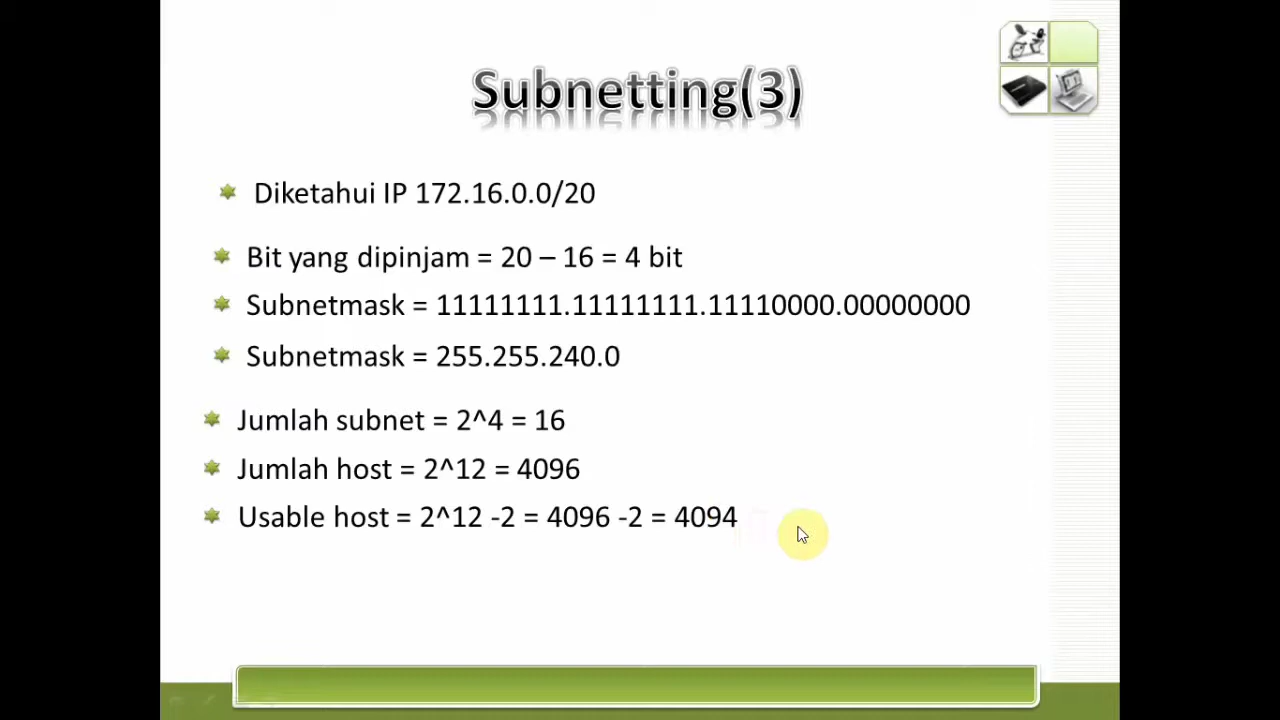 Subnetting(3)
Diketahui IP 172.16.0.0/20
Bit yang dipinjam = 20 – 16 = 4 bit
Subnetmask = 11111111.11111111.11110000.00000000
Subnetmask = 255.255.240.0
Jumlah subnet = 2^4 = 16
Jumlah host = 2^12 = 4096
Usable host = 2^12 -2 = 4096 -2 = 4094